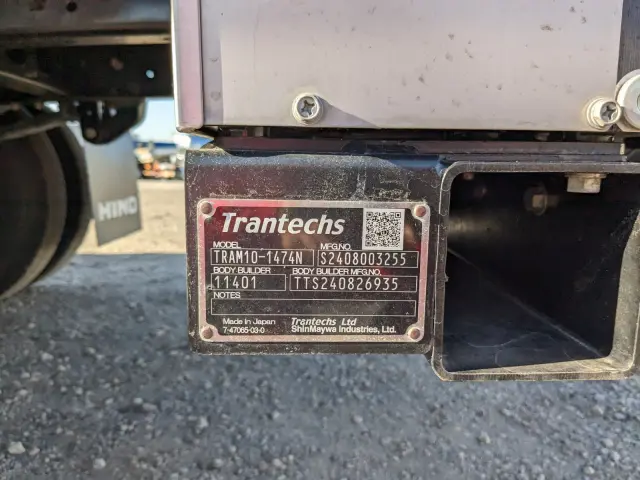 HINO
Trantechs
MODEL MFG.NO.
TRAM10-1474N S2408003255
BODY BUILDER BODY BUILDER MFG.NO.
11401 TTS240826935
NOTES
Made in Japan Trantechs Ltd
7-47065-03-0 ShinMaywa Industries, Ltd.